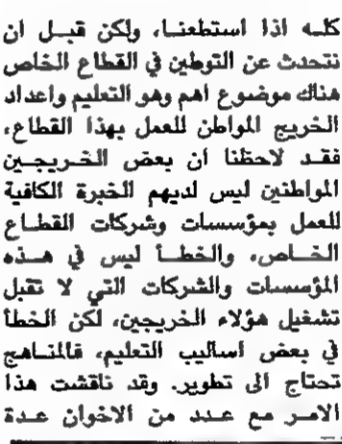 كله اذا استطعنا، ولكن قبل ان
نتحدث عن التوطين في القطاع الخاص
هناك موضوع اهم وهو التعليم واعداد
الخريج المواطن للعمل بهذا القطاع،
فقد لاحظنا ان بعض الخريجين
المواطنين ليس لديهم الخبرة الكافية
للعمل بمؤسسات وشركات القطاع
الخاص، والخطأ ليس في هذه
المؤسسات والشركات التي لا تقبل
تشغيل هؤلاء الخريجين، لكن الخطأ
في بعض اساليب التعليم، فالمناهج
تحتاج الى تطوير. وقد ناقشت هذا
الامر مع عدد من الاخوان عدة